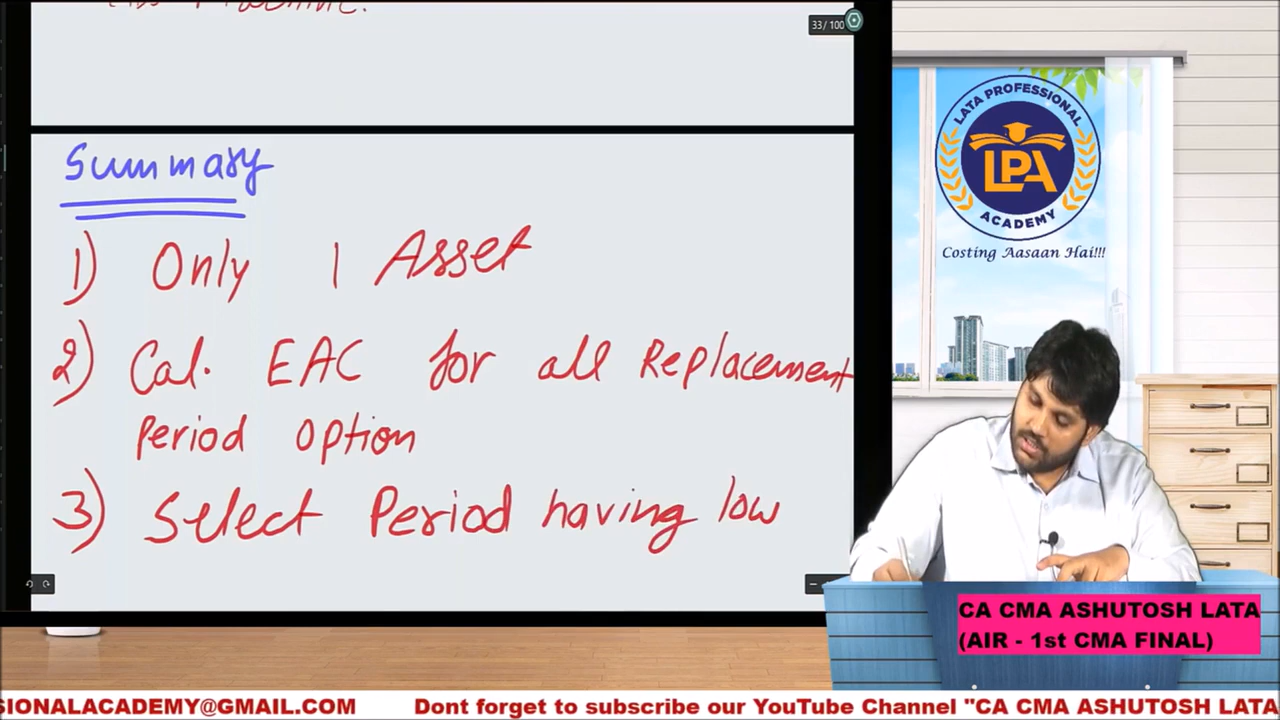 33/100
Summary
1) Only 1 Asset
2) Cal. EAC for all Replacement
Period Option
3) Select Period having low
LATA PROFESSIONAL
LPA
ACADEMY
Costing Aasaan Hai!!!
CA CMA ASHUTOSH LATA
(AIR - 1st CMA FINAL)
SIONALACADEMY@GMAIL.COM Dont forget to subscribe our YouTube Channel "CA CMA ASHUTOSH LATA